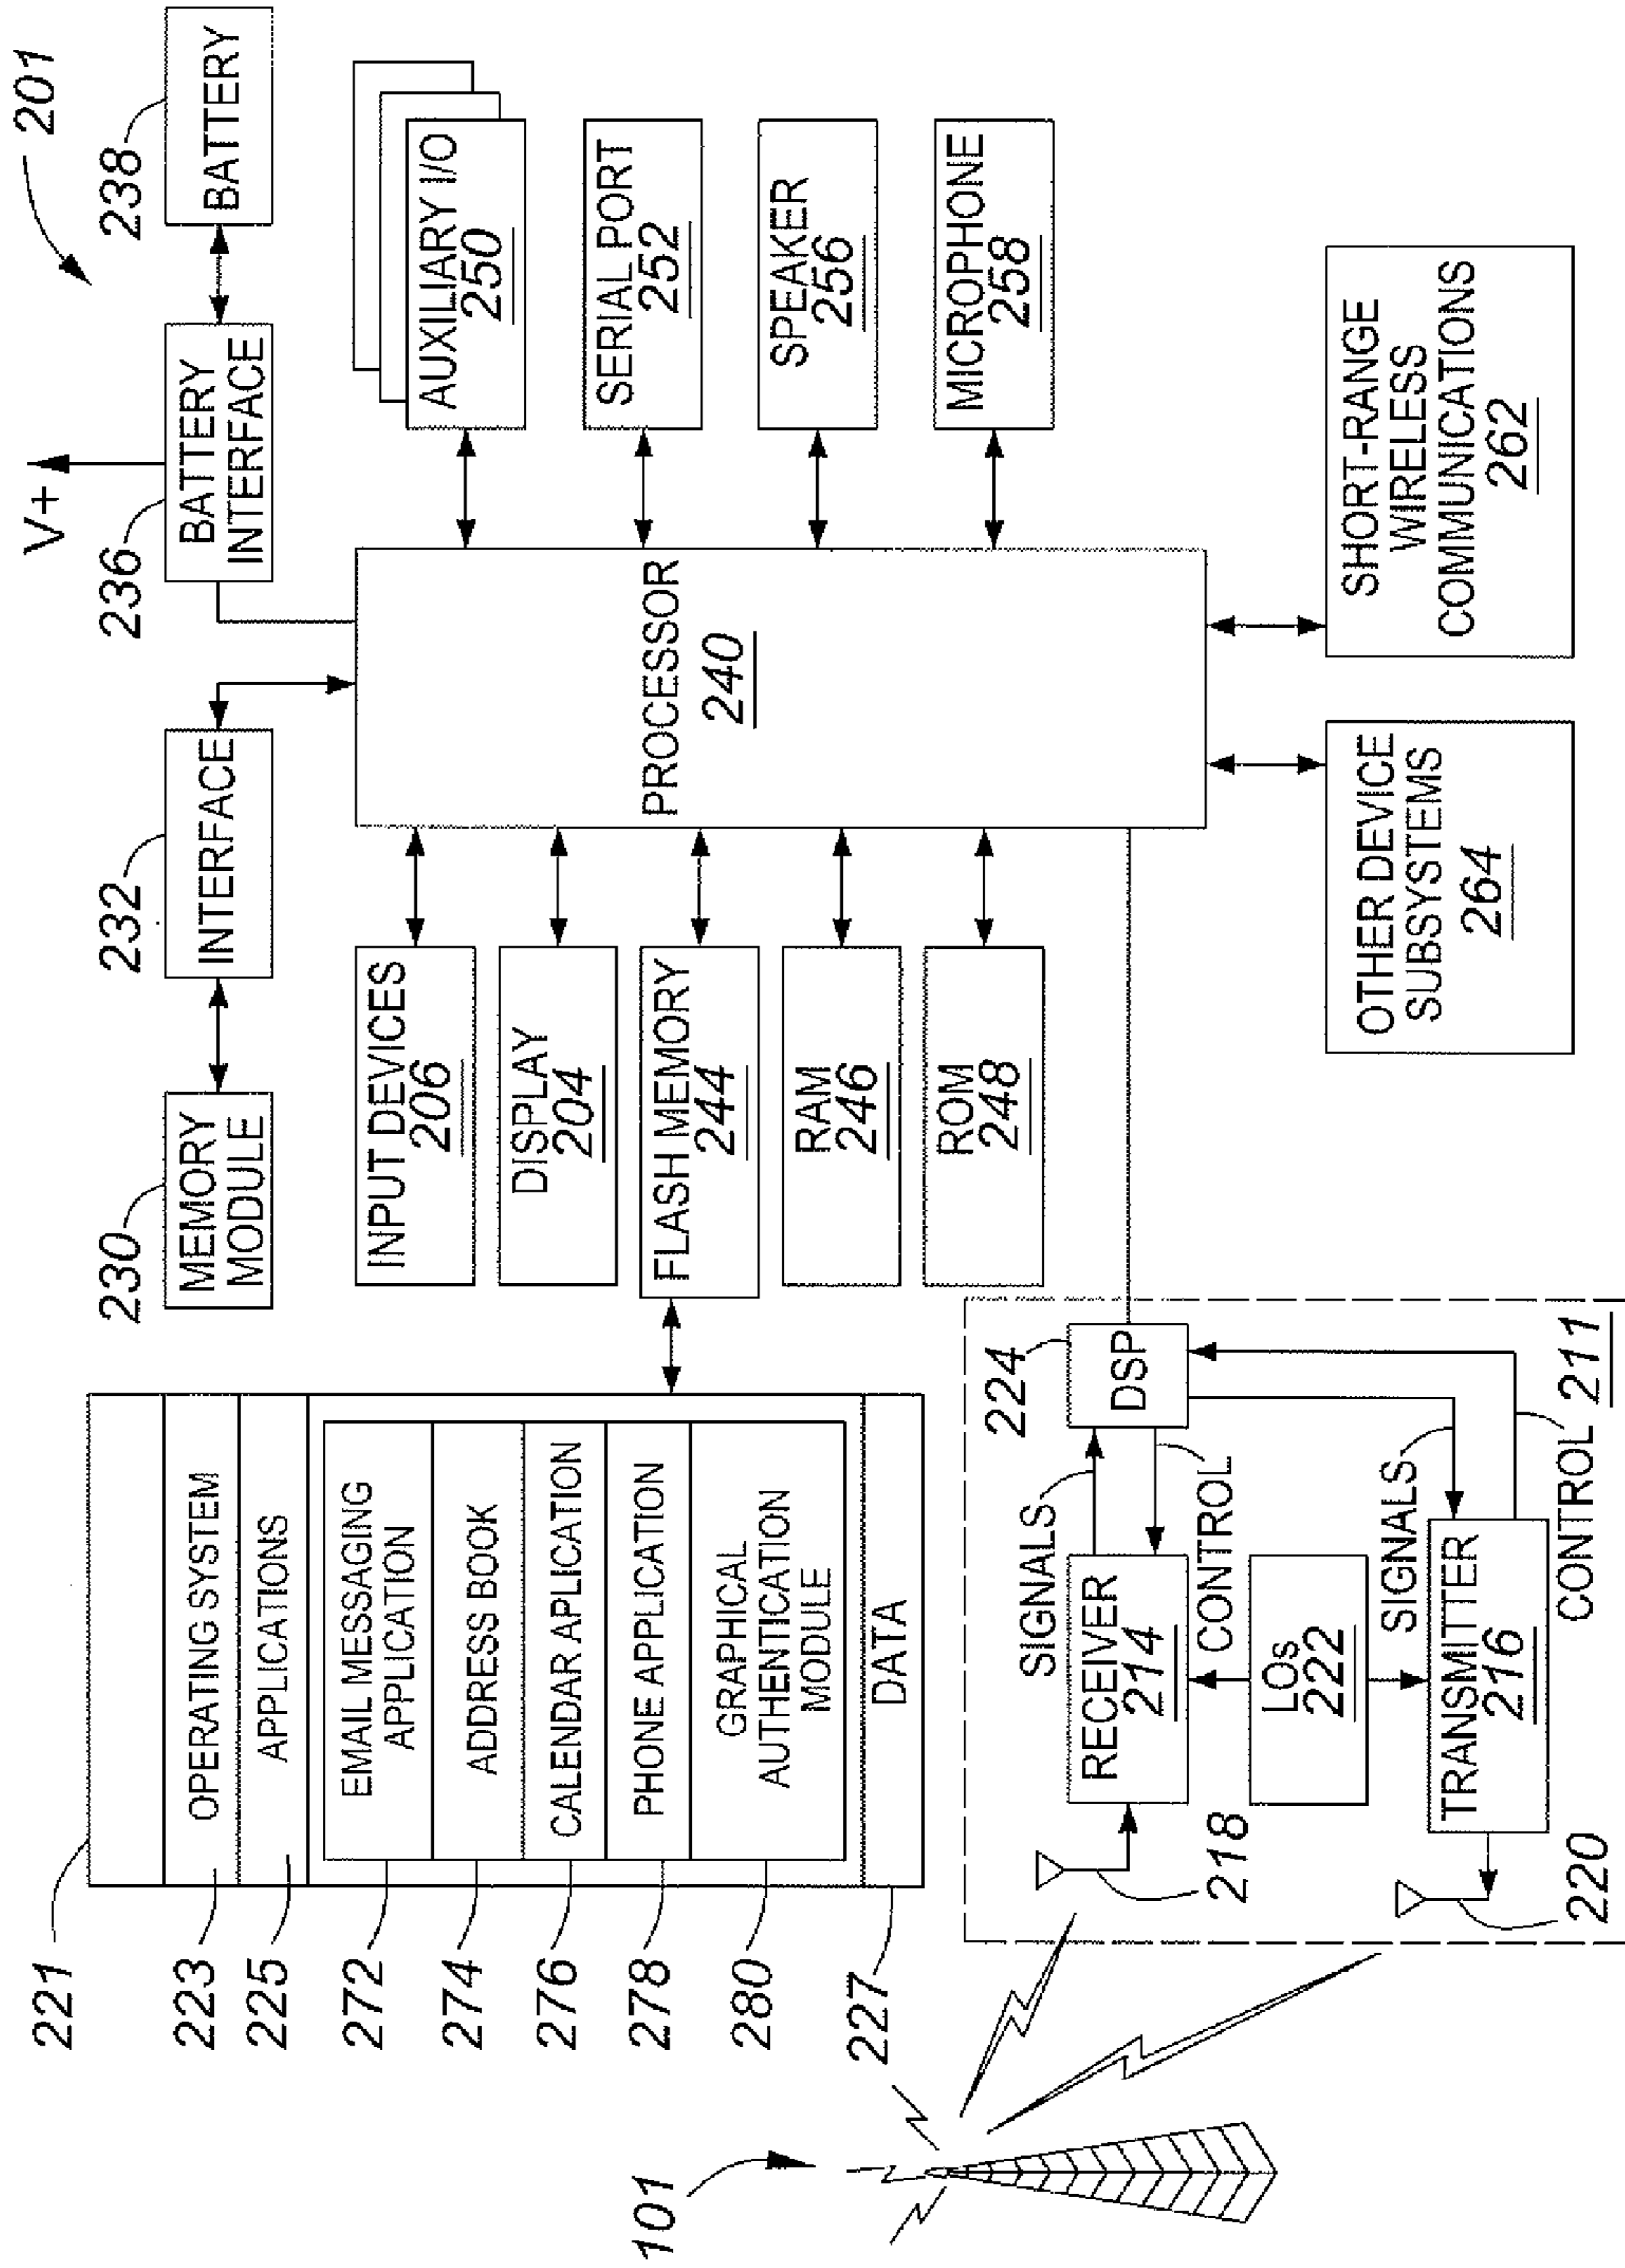 201
V+
230
MEMORY
MODULE
232
INTERFACE
236
BATTERY
INTERFACE
238
BATTERY
221
223
OPERATING SYSTEM
225
APPLICATIONS
272
EMAIL MESSAGING
APPLICATION
274
ADDRESS BOOK
276
CALENDAR APLICATION
278
PHONE APPLICATION
280
GRAPHICAL
AUTHENTICATION
MODULE
227
DATA
INPUT DEVICES
206
DISPLAY
204
FLASH MEMORY
244
RAM
246
ROM
248
PROCESSOR
240
AUXILIARY I/O
250
SERIAL PORT
252
SPEAKER
256
MICROPHONE
258
101
218
SIGNALS
224
DSP
RECEIVER
214
CONTROL
LOs
222
SIGNALS
TRANSMITTER
216
220
CONTROL
211
OTHER DEVICE
SUBSYSTEMS
264
SHORT-RANGE
WIRELESS
COMMUNICATIONS
262